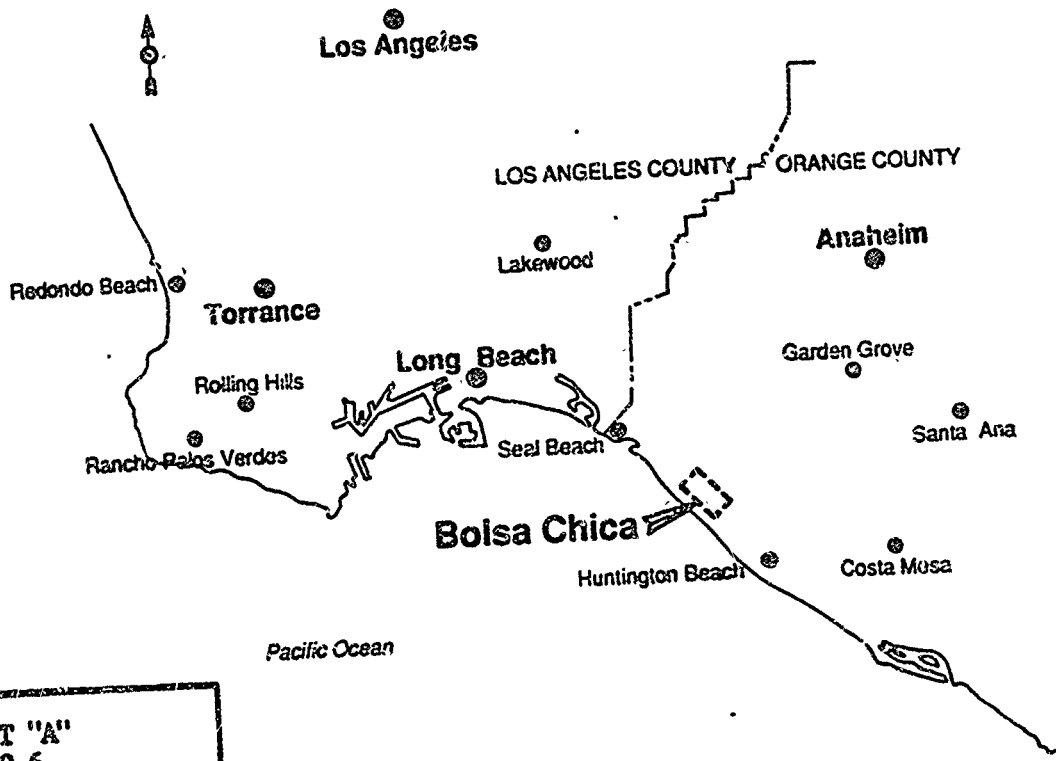 Los Angeles
LOS ANGELES COUNTY
ORANGE COUNTY
Anaheim
Lakewood
Redondo Beach
Torrance
Long Beach
Garden Grove
Rolling Hills
Santa Ana
Seal Beach
Rancho Palos Verdes
Bolsa Chica
Huntington Beach
Costa Mesa
Pacific Ocean
T "A"